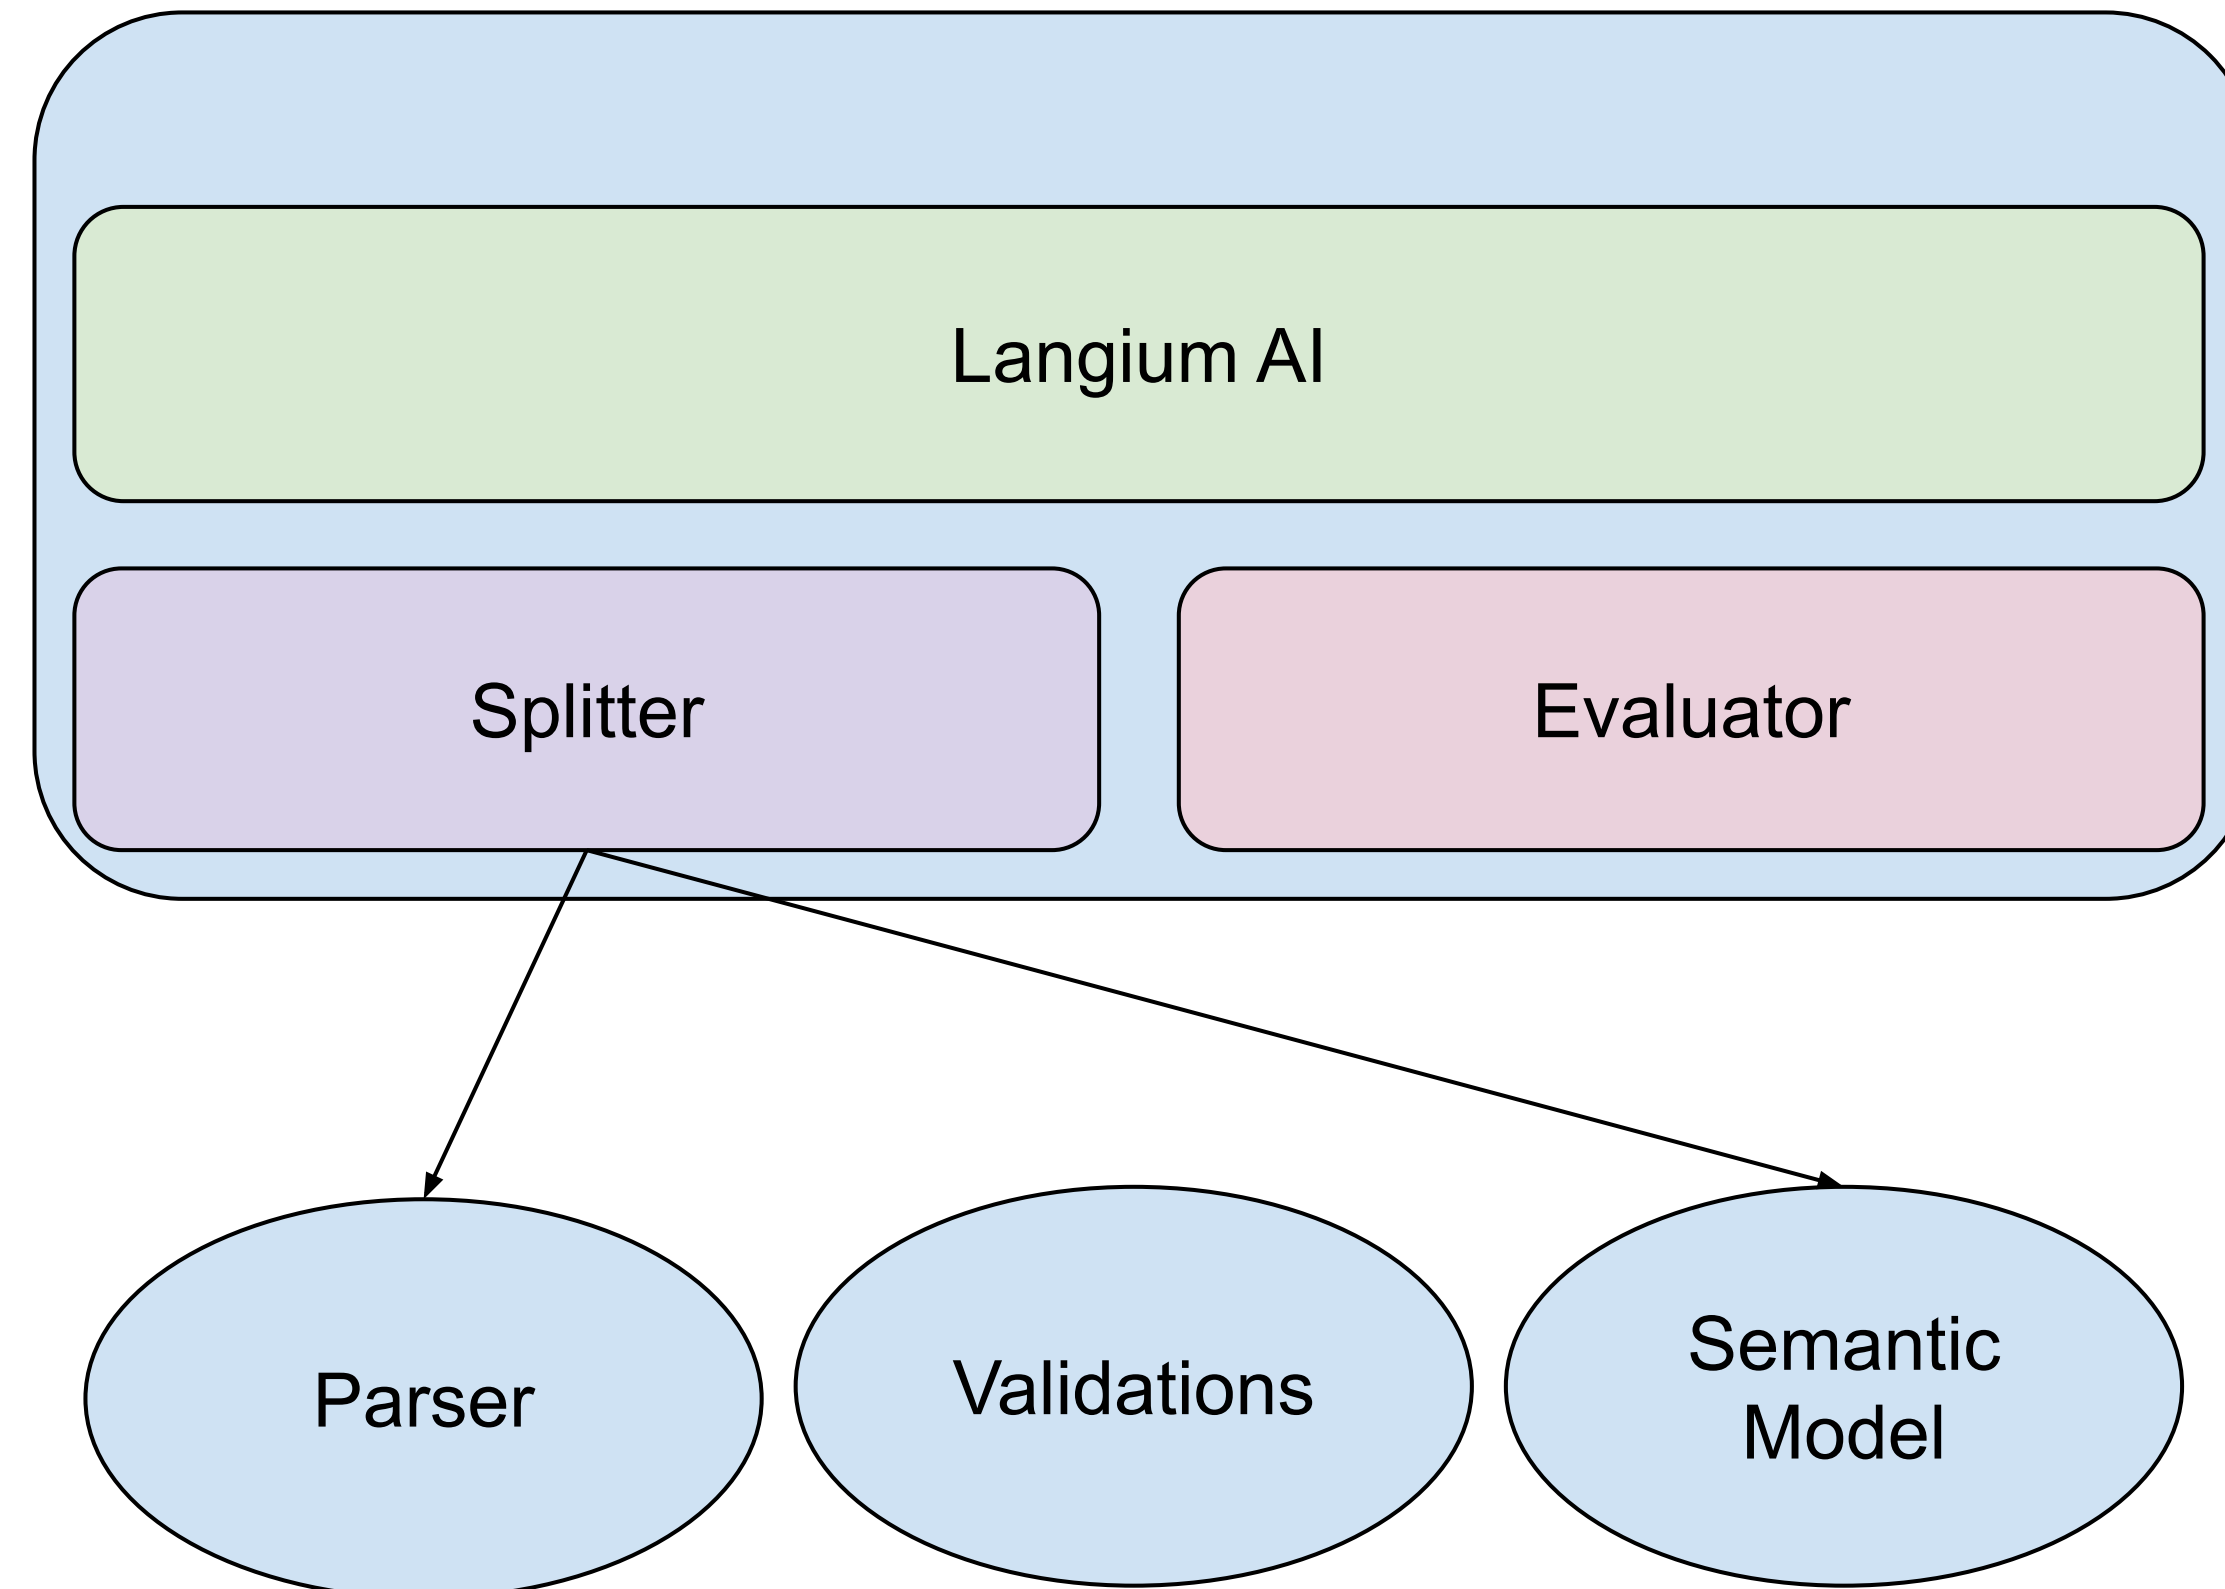 Langium AI
Splitter
Evaluator
Parser
Validations
Semantic
Model